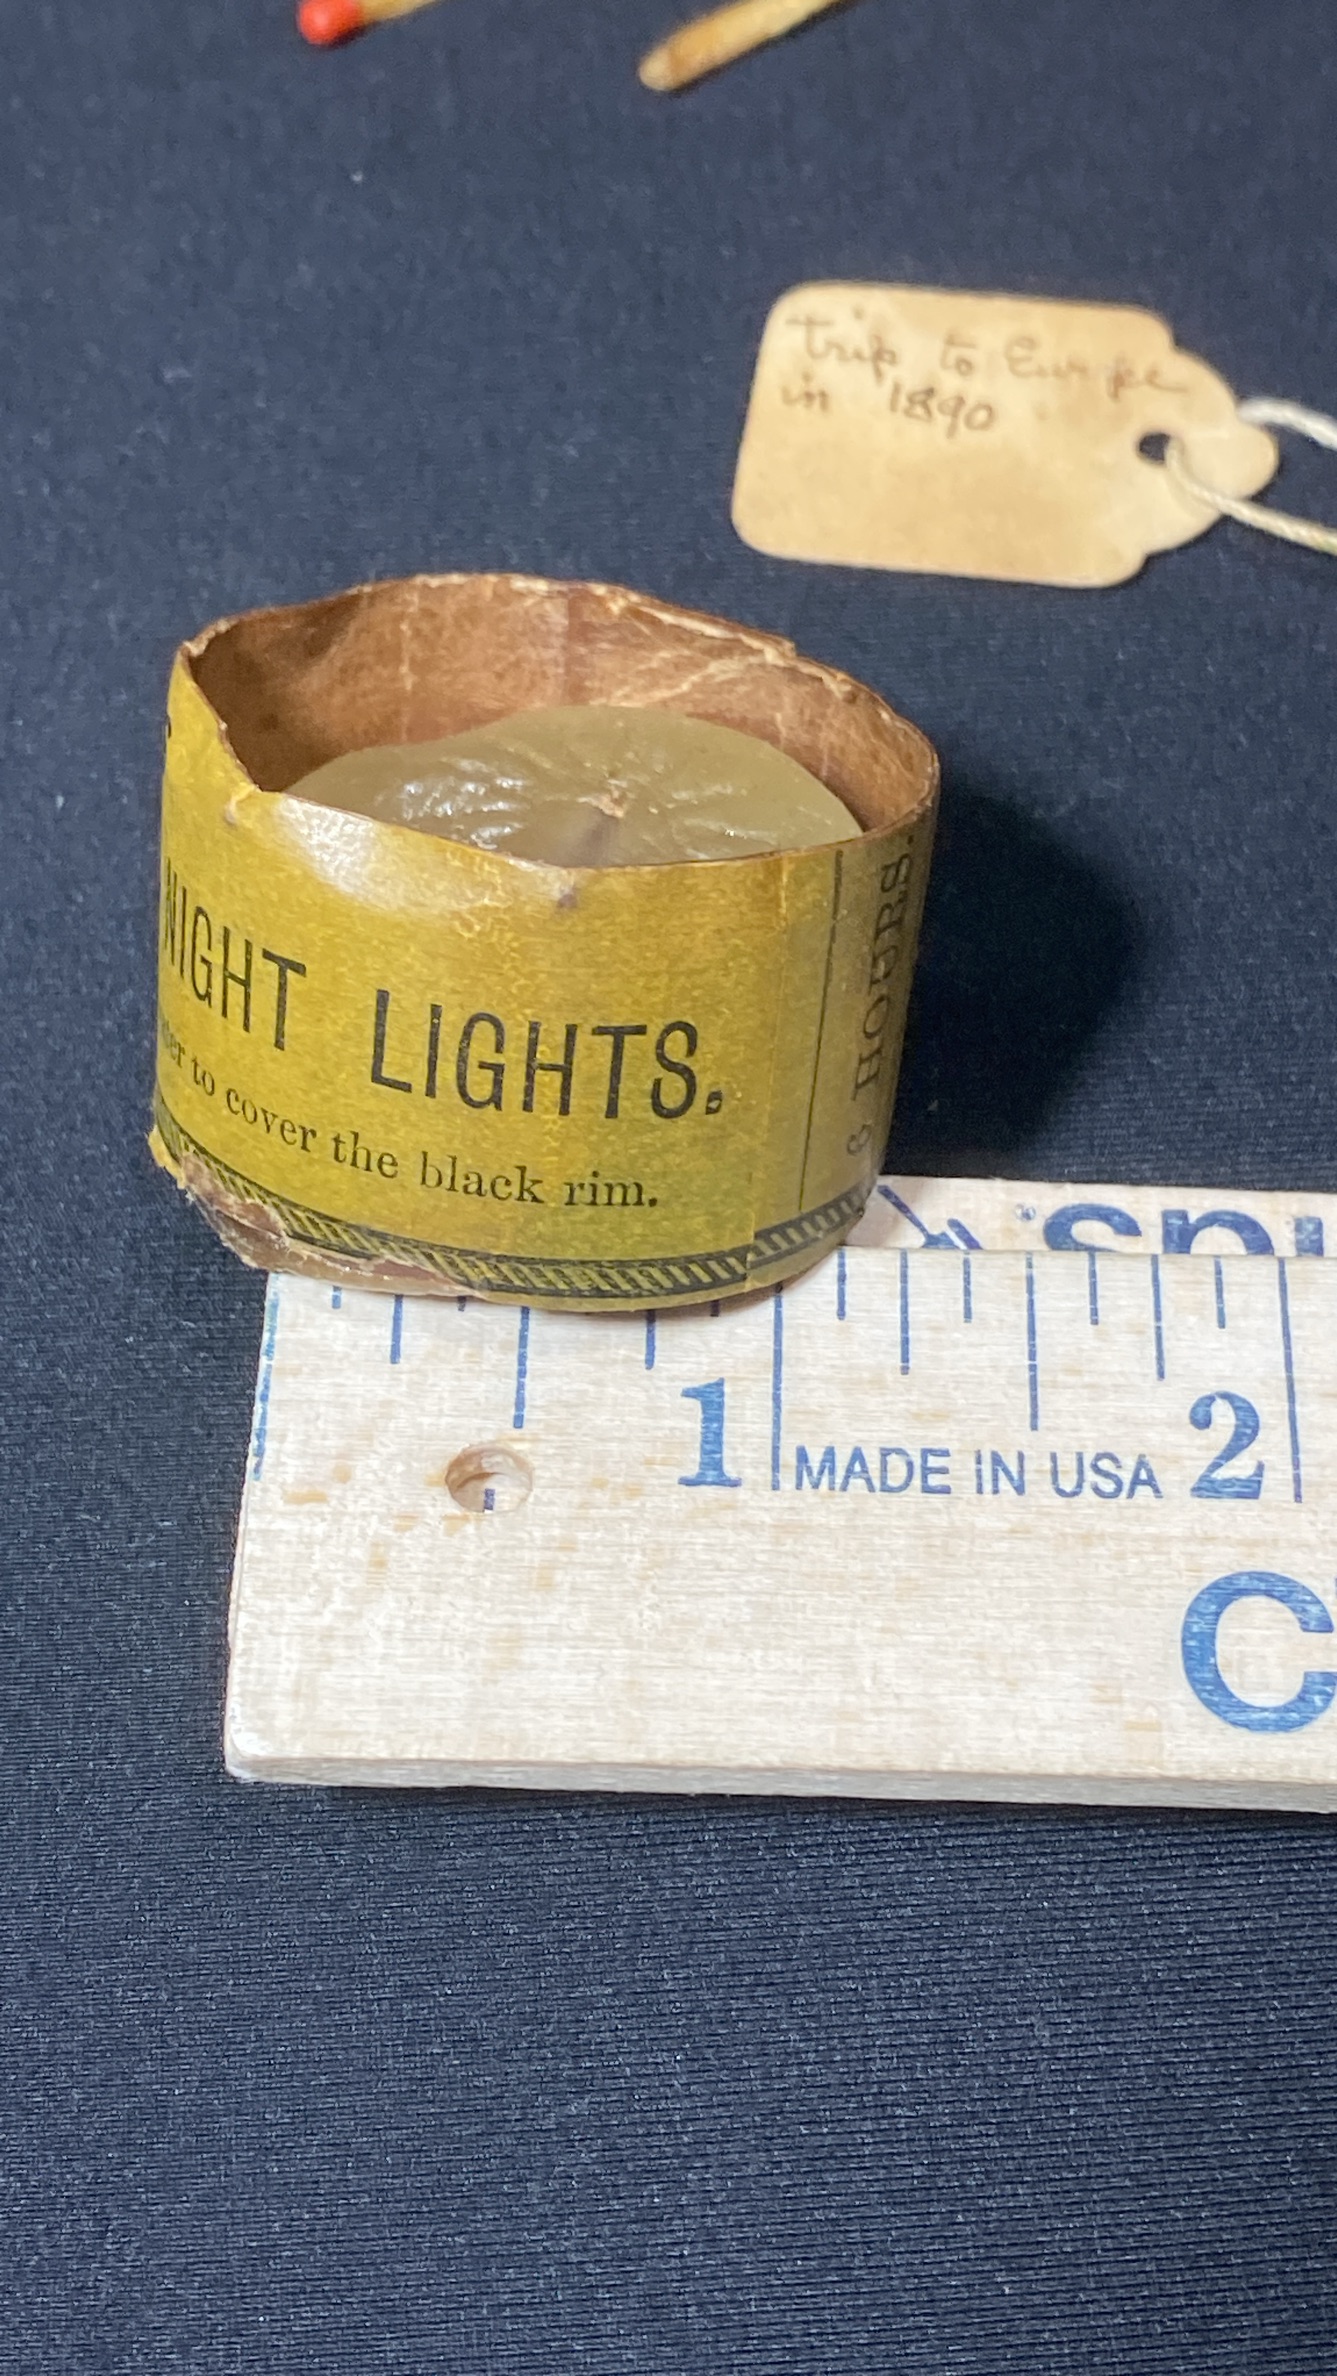 trip to Europe
in 1890
NIGHT LIGHTS.
to cover the black rim.
8 HOURS.
1 MADE IN USA 2
C